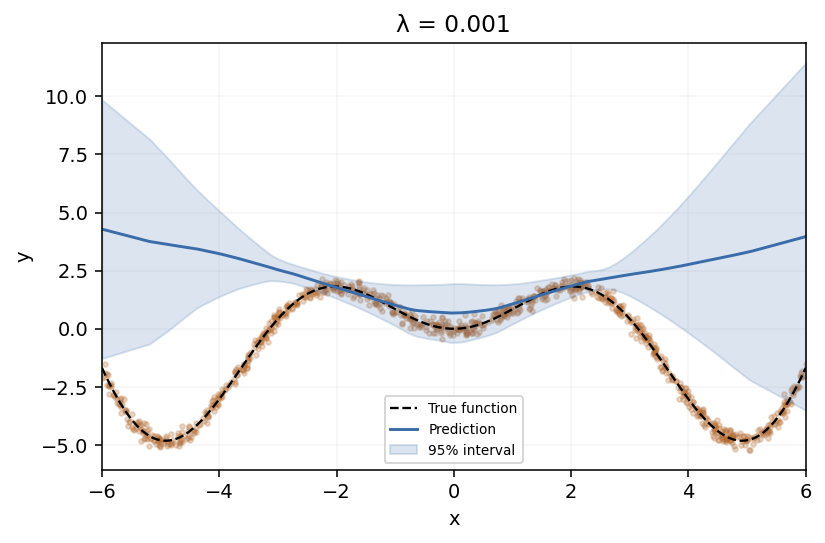 λ = 0.001
10.0
7.5
5.0
2.5
0.0
−2.5
−5.0
y
True function
Prediction
95% interval
−6 −4 −2 0 2 4 6
x